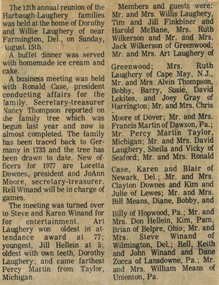 The 12th annual reunion of the
Harbaugh-Laughery families
was held at the home of Dorothy
and Willie Laughery of near
Farmington, Del., on Sunday,
August 16th.
A buffet dinner was served
with homemade ice cream and
cake.
A business meeting was held
with Ronald Case, president
conducting affairs for the
family. Secretary-treasurer
Nancy Thompson reported on
the family tree which was
begun last year and now is
almost completed. The family
has been traced back to Ger-
many in 1733 and the tree has
been drawn to date. New of-
ficers for 1970 are Loretta
Downes, president and JoAnn
Moore, secretary-treasurer.
Rell Winand will be in charge of
games.
The meeting was turned over
to Steve and Karen Winand for
for entertainment. Art
Laughery won oldest in at-
tendance award at 77;
youngest, Jill Hellein at 5;
oldest with own teeth, Dorothy
Laughery; and came farthest
Percy Martin from Taylor,
Michigan.
Members and guests were:
Mr. and Mrs. Willis Laughery,
Tim and Jill Finkbiner and
Harold McBane, Mrs. Ruth
Wilkerson and Mr. and Mrs.
Jack Wilkerson of Greenwood;
Mr. and Mrs. Art Laughery of
Greenwood; Mrs. Ruth
Laughery of Cape May, N.J.,
Mr. and Mrs. Alvin Thompson,
Bobby, Barry, Susie, David
Leckties, and Joey Gray of
Harrington; Mr. and Mrs. Chris
Moore of Dover; Mr. and Mrs.
Francis Martin of Dawson, Pa.;
Mr. Percy Martin Taylor,
Michigan; Mr. and Mrs. David
Laughery, Sheila and Vicky of
Seaford; Mr. and Mrs. Ronald
Case, Karen and Blair of
Newark, Del.; Mr. and Mrs.
Clayton Downes and Kim and
Julie of Lewes; Mr. and Mrs.
Bill Means, Diane, Bobby, and
Billy of Hopwood, Pa.; Mr. and
Mrs. Don Hellein, Kim, Pam,
Brian of Belpre, Ohio; Mr. and
Mrs. Steve Winand of
Wilmington, Del.; Rell, Keith
and John Winand and Dane
Zocca of Lansdowne, Pa.; Mr.
and Mrs. William Means of
Unionton, Pa.